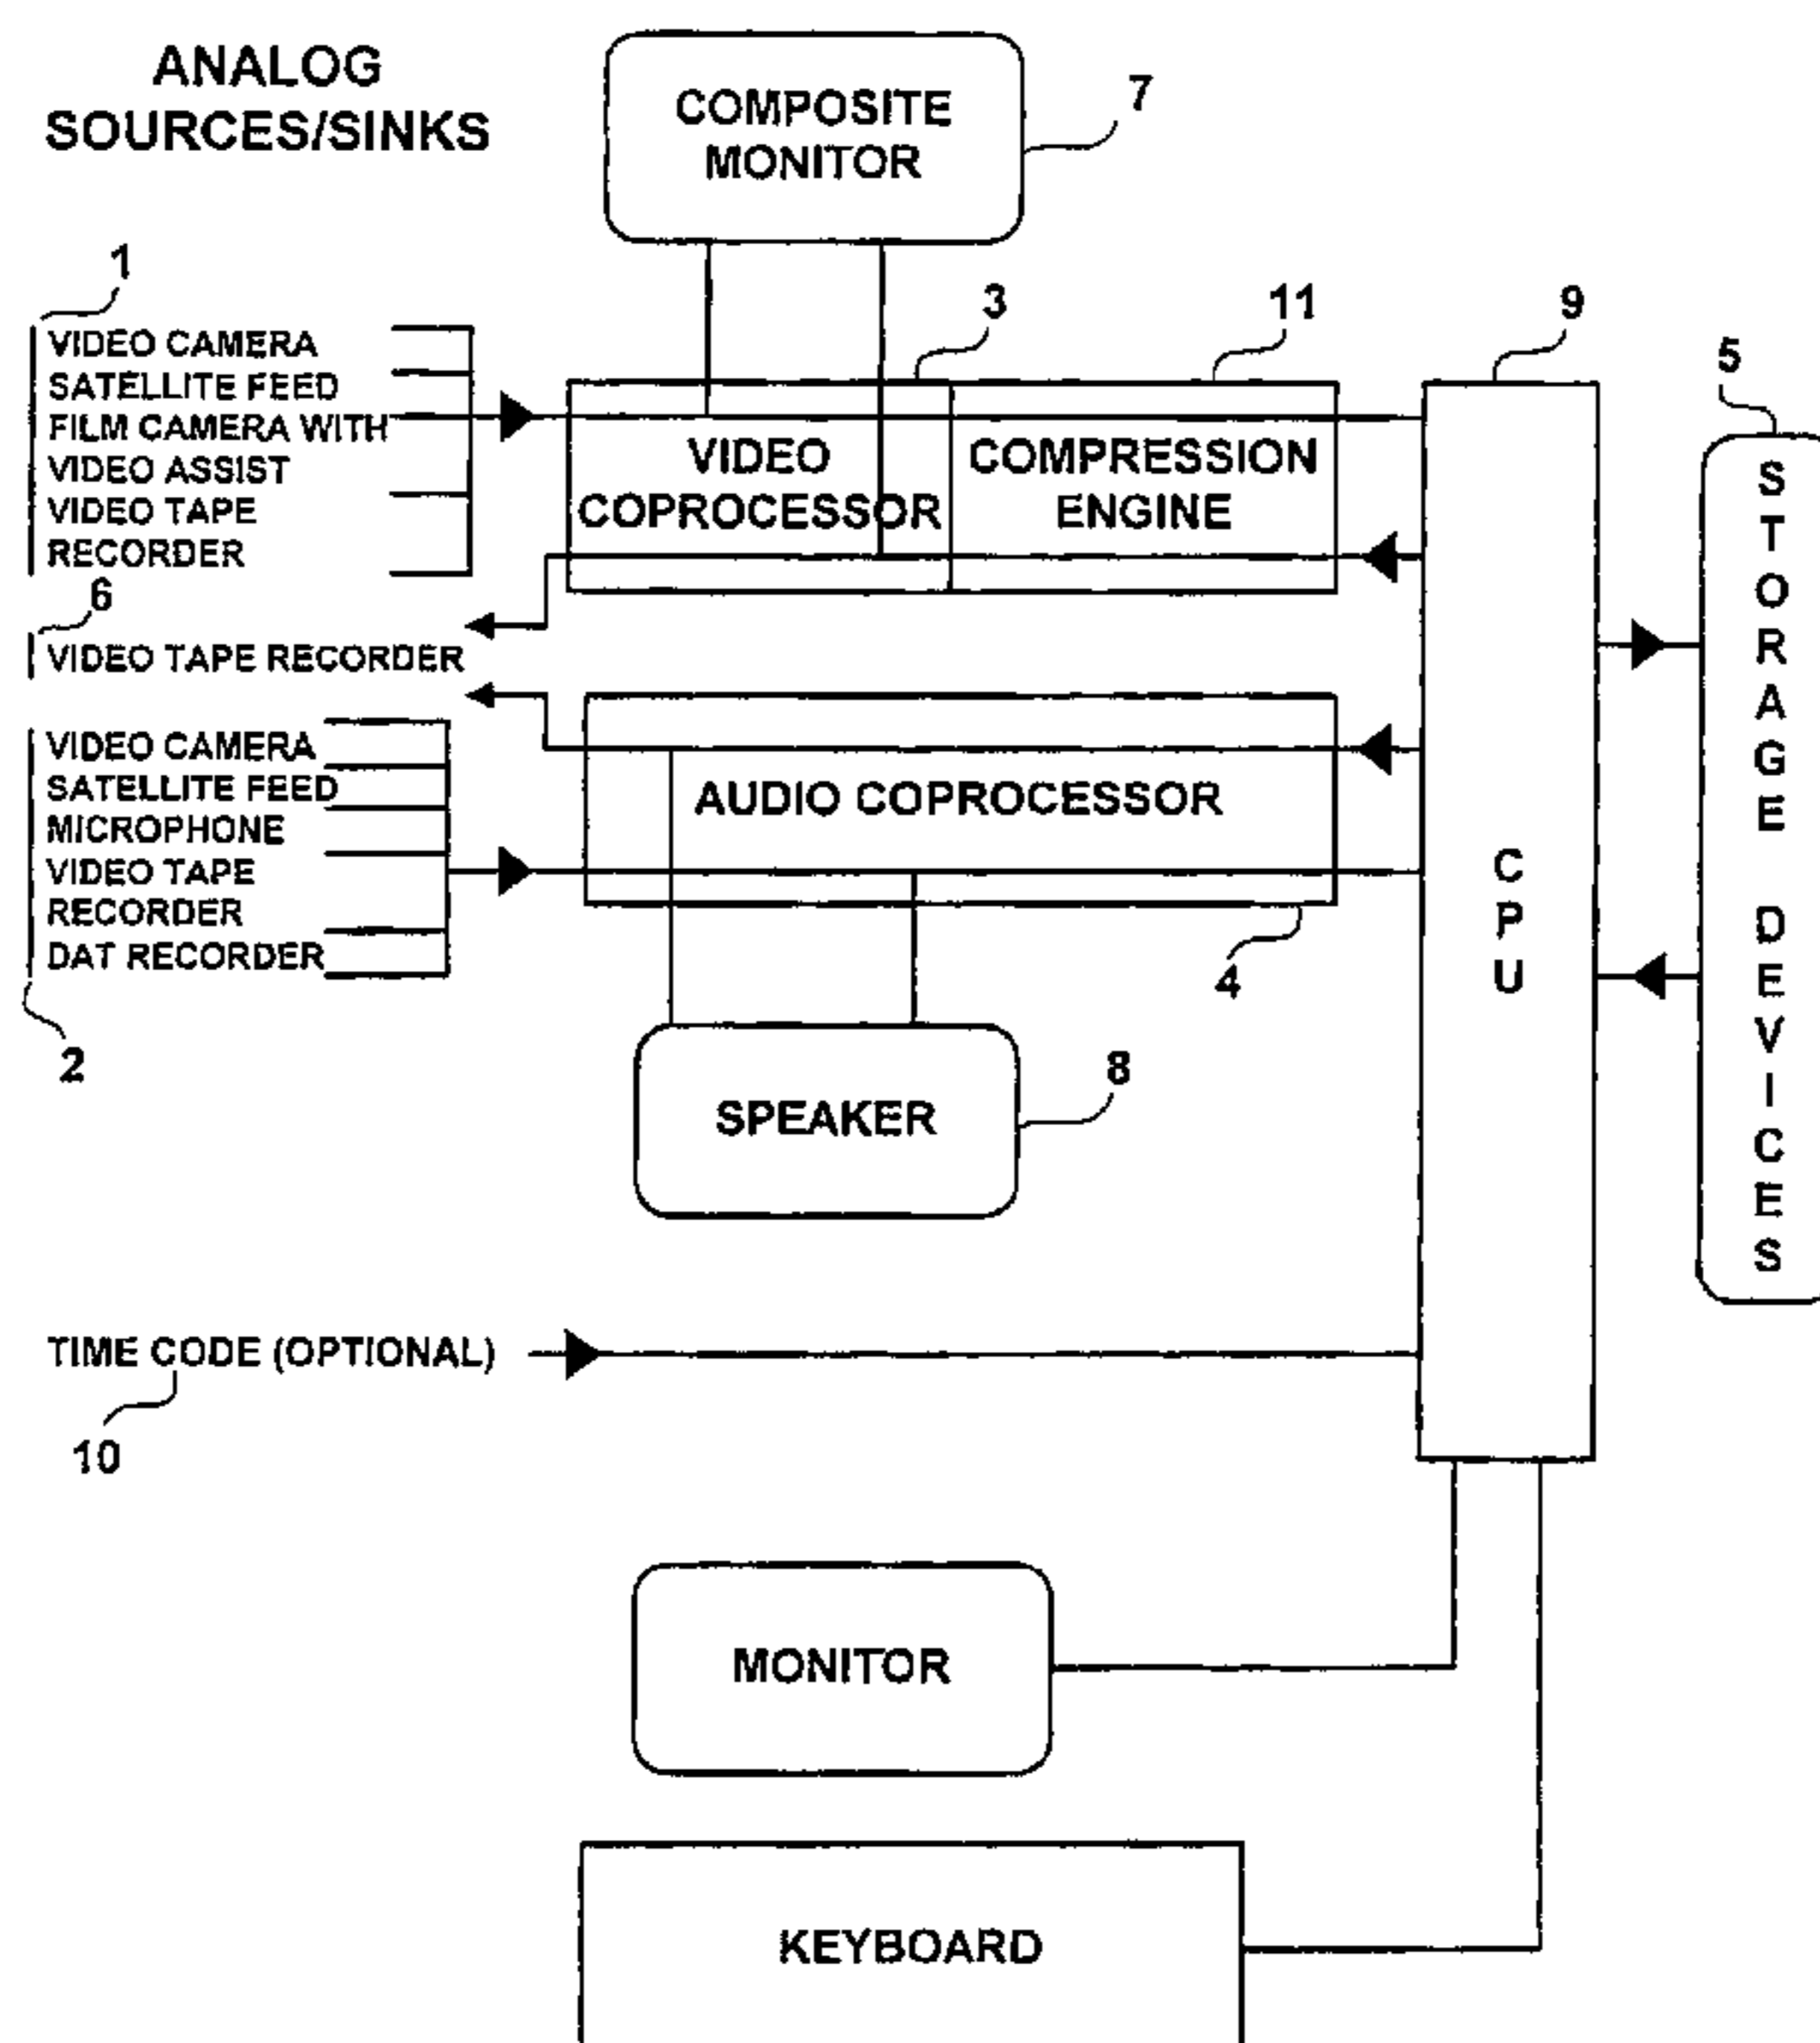 ANALOG
SOURCES/SINKS
COMPOSITE
MONITOR
7
1
3
11
9
5
VIDEO CAMERA
SATELLITE FEED
FILM CAMERA WITH
VIDEO ASSIST
VIDEO TAPE
RECORDER
VIDEO
COPROCESSOR
COMPRESSION
ENGINE
6
VIDEO TAPE RECORDER
VIDEO CAMERA
SATELLITE FEED
MICROPHONE
VIDEO TAPE
RECORDER
DAT RECORDER
2
AUDIO COPROCESSOR
4
CPU
STORAGE DEVICES
SPEAKER
8
TIME CODE (OPTIONAL)
10
MONITOR
KEYBOARD